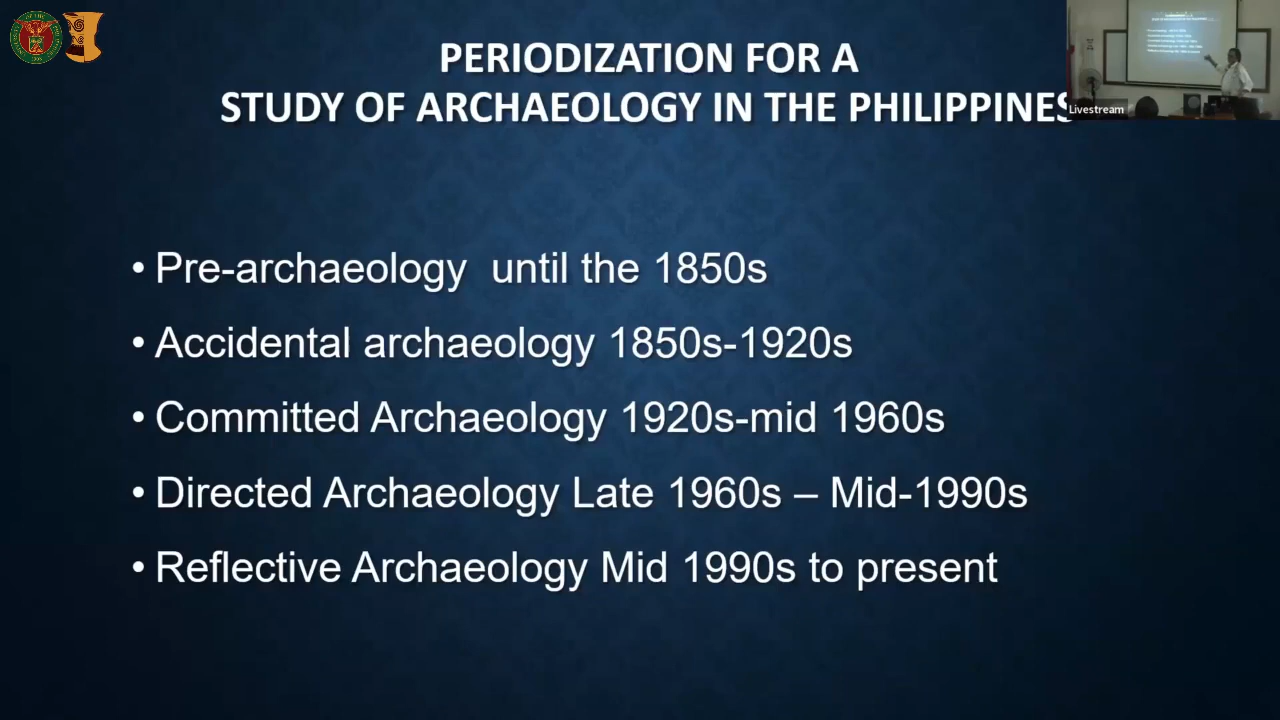 PERIODIZATION FOR A
STUDY OF ARCHAEOLOGY IN THE PHILIPPINES
Livestream
• Pre-archaeology until the 1850s
• Accidental archaeology 1850s-1920s
• Committed Archaeology 1920s-mid 1960s
• Directed Archaeology Late 1960s – Mid-1990s
• Reflective Archaeology Mid 1990s to present